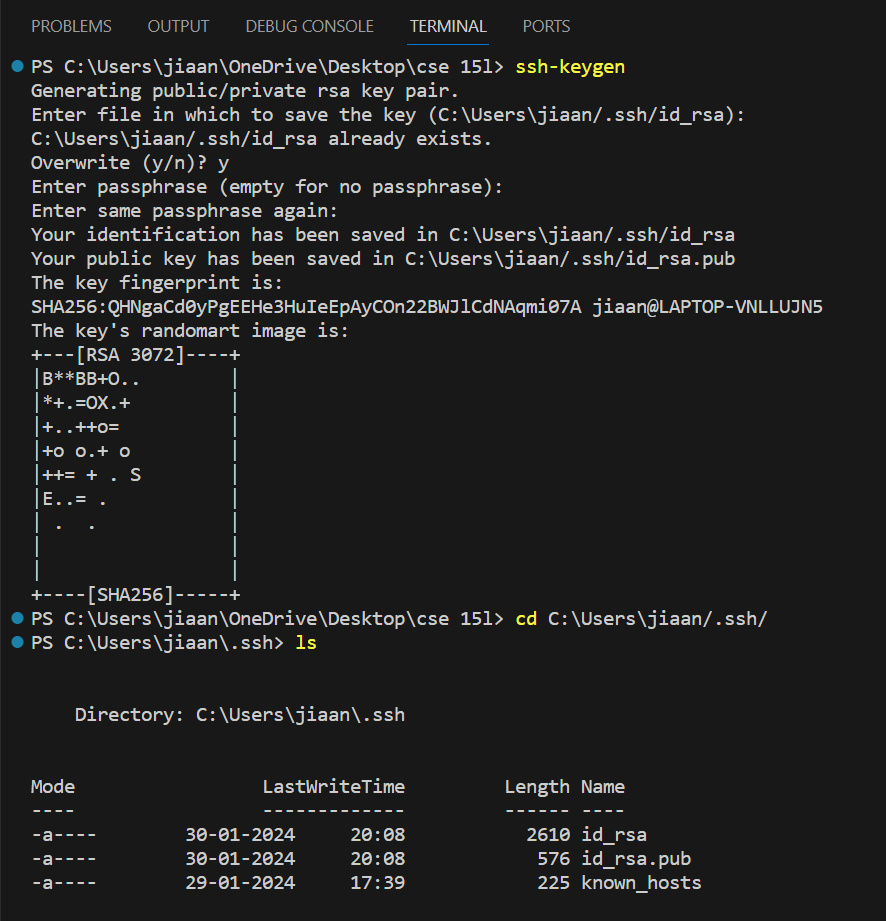 PROBLEMS OUTPUT DEBUG CONSOLE TERMINAL PORTS
PS C:\Users\jiaan\OneDrive\Desktop\cse 15l> ssh-keygen
Generating public/private rsa key pair.
Enter file in which to save the key (C:\Users\jiaan/.ssh/id_rsa):
C:\Users\jiaan/.ssh/id_rsa already exists.
Overwrite (y/n)? y
Enter passphrase (empty for no passphrase):
Enter same passphrase again:
Your identification has been saved in C:\Users\jiaan/.ssh/id_rsa
Your public key has been saved in C:\Users\jiaan/.ssh/id_rsa.pub
The key fingerprint is:
SHA256:QHNgaCd0yPgEEHe3HuIeEpAyCOn22BWJlCdNAqmi07A jiaan@LAPTOP-VNLLUJN5
The key's randomart image is:
+---[RSA 3072]----+
|B**BB+O..        |
|*+.=OX.+         |
|+..++o=          |
|+o o.+ o         |
|++= + . S        |
|E..= .           |
| .  .            |
|                 |
|                 |
+----[SHA256]-----+
PS C:\Users\jiaan\OneDrive\Desktop\cse 15l> cd C:\Users\jiaan/.ssh/
PS C:\Users\jiaan\.ssh> ls
Directory: C:\Users\jiaan\.ssh
Mode LastWriteTime Length Name
---- ------------- ------ ----
-a---- 30-01-2024 20:08 2610 id_rsa
-a---- 30-01-2024 20:08 576 id_rsa.pub
-a---- 29-01-2024 17:39 225 known_hosts